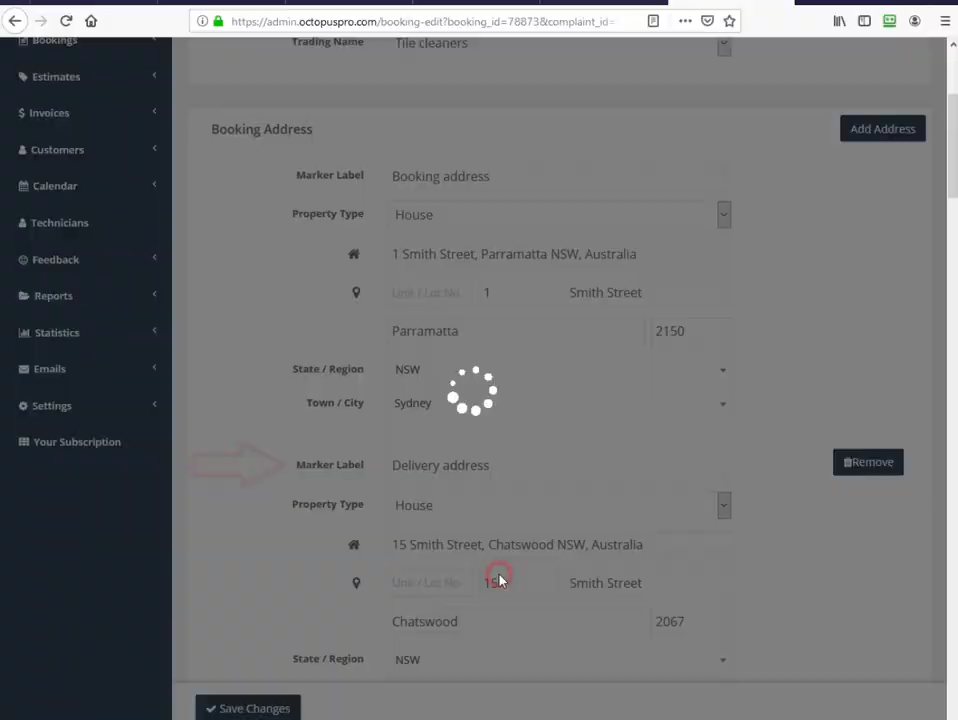 https://admin.octopuspro.com/booking-edit?booking_id=78873&complaint_id=
Bookings
Estimates
$ Invoices
Customers
Calendar
Technicians
Feedback
Reports
Statistics
Emails
Settings
Your Subscription
Trading Name Tile cleaners
Booking Address Add Address
Marker Label Booking address
Property Type House
1 Smith Street, Parramatta NSW, Australia
Unit / Lot No. 1 Smith Street
Parramatta 2150
State / Region NSW
Town / City Sydney
Marker Label Delivery address Remove
Property Type House
15 Smith Street, Chatswood NSW, Australia
Unit / Lot No. 15 Smith Street
Chatswood 2067
State / Region NSW
Save Changes